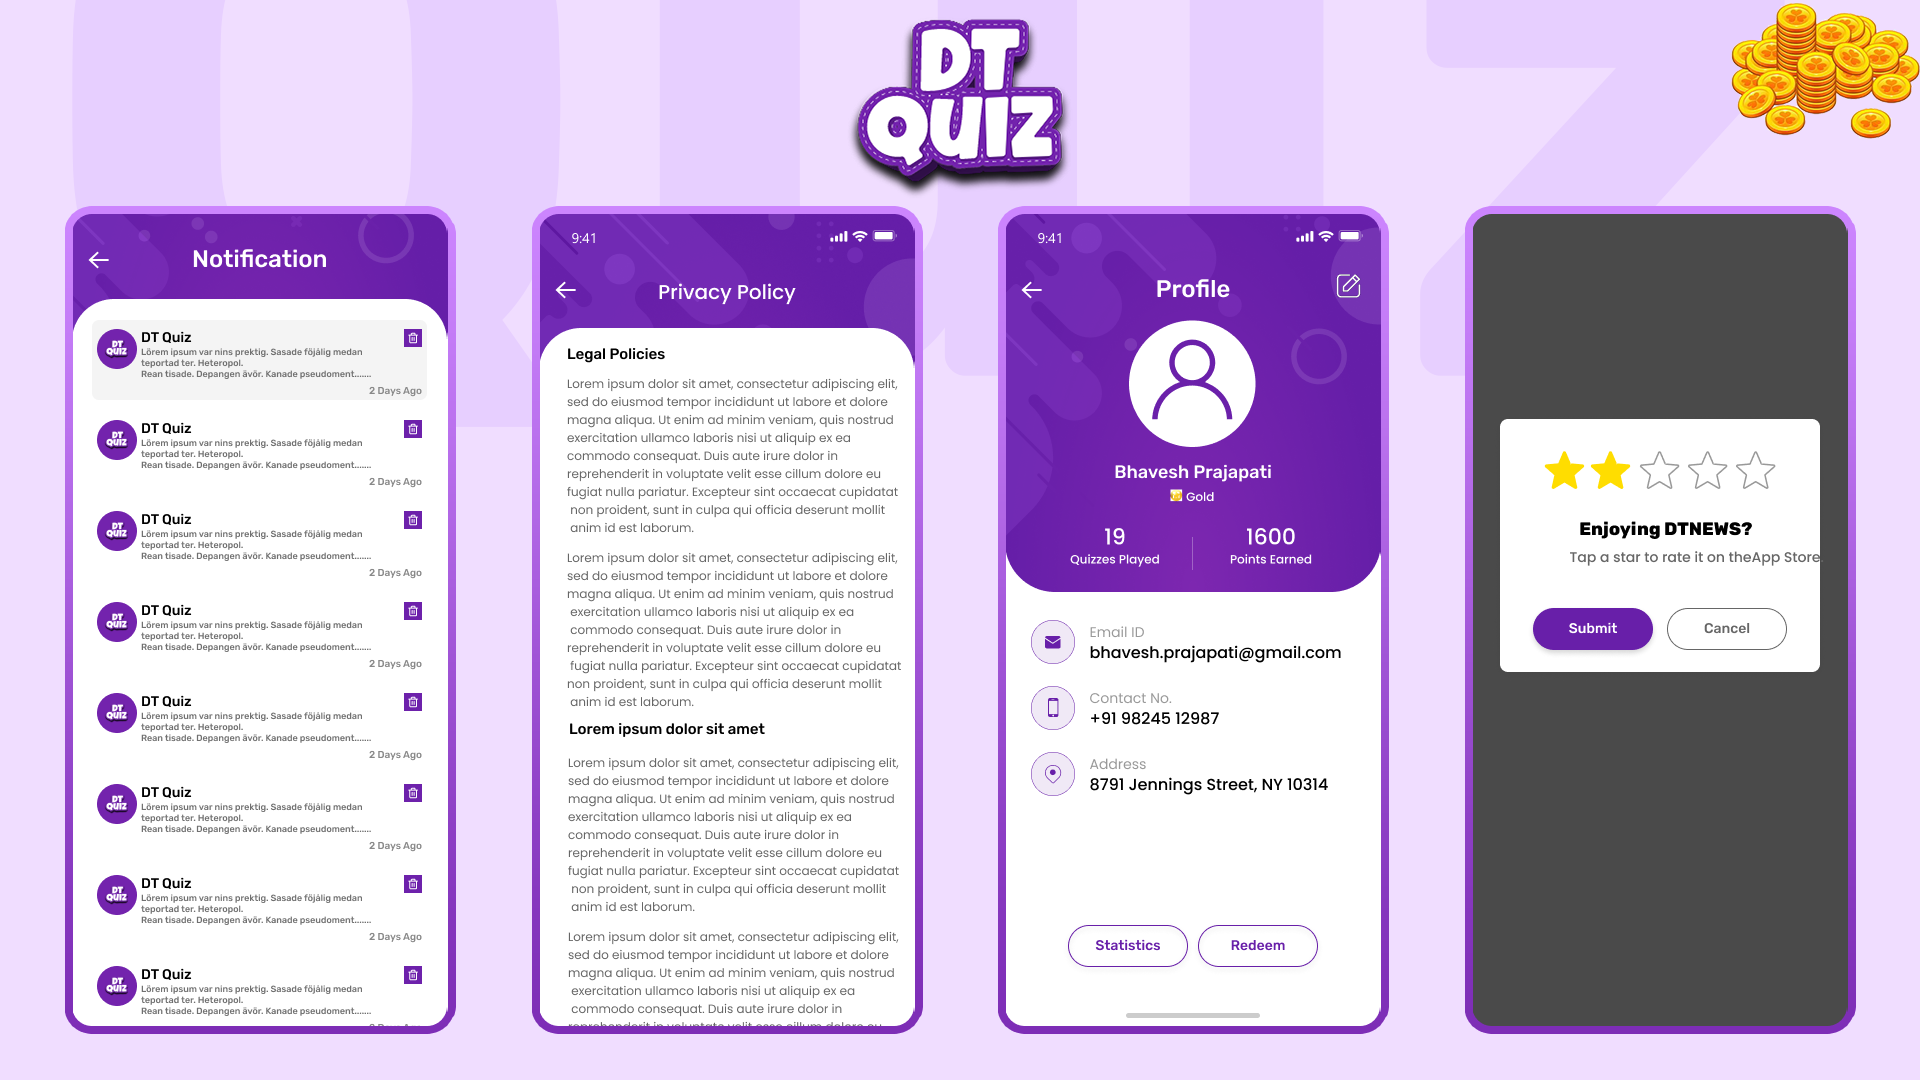 DT
QUIZ
Notification
DT Quiz
Lörem ipsum var nins prektig. Sasade föjälig medan
teportad ter. Heteropol.
Rean tisade. Depangen ävör. Kanade pseudoment.......
2 Days Ago
DT Quiz
Lörem ipsum var nins prektig. Sasade föjälig medan
teportad ter. Heteropol.
Rean tisade. Depangen ävör. Kanade pseudoment.......
2 Days Ago
DT Quiz
Lörem ipsum var nins prektig. Sasade föjälig medan
teportad ter. Heteropol.
Rean tisade. Depangen ävör. Kanade pseudoment.......
2 Days Ago
DT Quiz
Lörem ipsum var nins prektig. Sasade föjälig medan
teportad ter. Heteropol.
Rean tisade. Depangen ävör. Kanade pseudoment.......
2 Days Ago
DT Quiz
Lörem ipsum var nins prektig. Sasade föjälig medan
teportad ter. Heteropol.
Rean tisade. Depangen ävör. Kanade pseudoment.......
2 Days Ago
DT Quiz
Lörem ipsum var nins prektig. Sasade föjälig medan
teportad ter. Heteropol.
Rean tisade. Depangen ävör. Kanade pseudoment.......
2 Days Ago
DT Quiz
Lörem ipsum var nins prektig. Sasade föjälig medan
teportad ter. Heteropol.
Rean tisade. Depangen ävör. Kanade pseudoment.......
2 Days Ago
DT Quiz
Lörem ipsum var nins prektig. Sasade föjälig medan
teportad ter. Heteropol.
Rean tisade. Depangen ävör. Kanade pseudoment.......
9:41
Privacy Policy
Legal Policies
Lorem ipsum dolor sit amet, consectetur adipiscing elit,
sed do eiusmod tempor incididunt ut labore et dolore
magna aliqua. Ut enim ad minim veniam, quis nostrud
exercitation ullamco laboris nisi ut aliquip ex ea
commodo consequat. Duis aute irure dolor in
reprehenderit in voluptate velit esse cillum dolore eu
fugiat nulla pariatur. Excepteur sint occaecat cupidatat
non proident, sunt in culpa qui officia deserunt mollit
anim id est laborum.
Lorem ipsum dolor sit amet, consectetur adipiscing elit,
sed do eiusmod tempor incididunt ut labore et dolore
magna aliqua. Ut enim ad minim veniam, quis nostrud
exercitation ullamco laboris nisi ut aliquip ex ea
commodo consequat. Duis aute irure dolor in
reprehenderit in voluptate velit esse cillum dolore eu
fugiat nulla pariatur. Excepteur sint occaecat cupidatat
non proident, sunt in culpa qui officia deserunt mollit
anim id est laborum.
Lorem ipsum dolor sit amet
Lorem ipsum dolor sit amet, consectetur adipiscing elit,
sed do eiusmod tempor incididunt ut labore et dolore
magna aliqua. Ut enim ad minim veniam, quis nostrud
exercitation ullamco laboris nisi ut aliquip ex ea
commodo consequat. Duis aute irure dolor in
reprehenderit in voluptate velit esse cillum dolore eu
fugiat nulla pariatur. Excepteur sint occaecat cupidatat
non proident, sunt in culpa qui officia deserunt mollit
anim id est laborum.
Lorem ipsum dolor sit amet, consectetur adipiscing elit,
sed do eiusmod tempor incididunt ut labore et dolore
magna aliqua. Ut enim ad minim veniam, quis nostrud
exercitation ullamco laboris nisi ut aliquip ex ea
commodo consequat. Duis aute irure dolor in
9:41
Profile
Bhavesh Prajapati
Gold
19
Quizzes Played
1600
Points Earned
Email ID
bhavesh.prajapati@gmail.com
Contact No.
+91 98245 12987
Address
8791 Jennings Street, NY 10314
Statistics
Redeem
Enjoying DTNEWS?
Tap a star to rate it on theApp Store.
Submit
Cancel